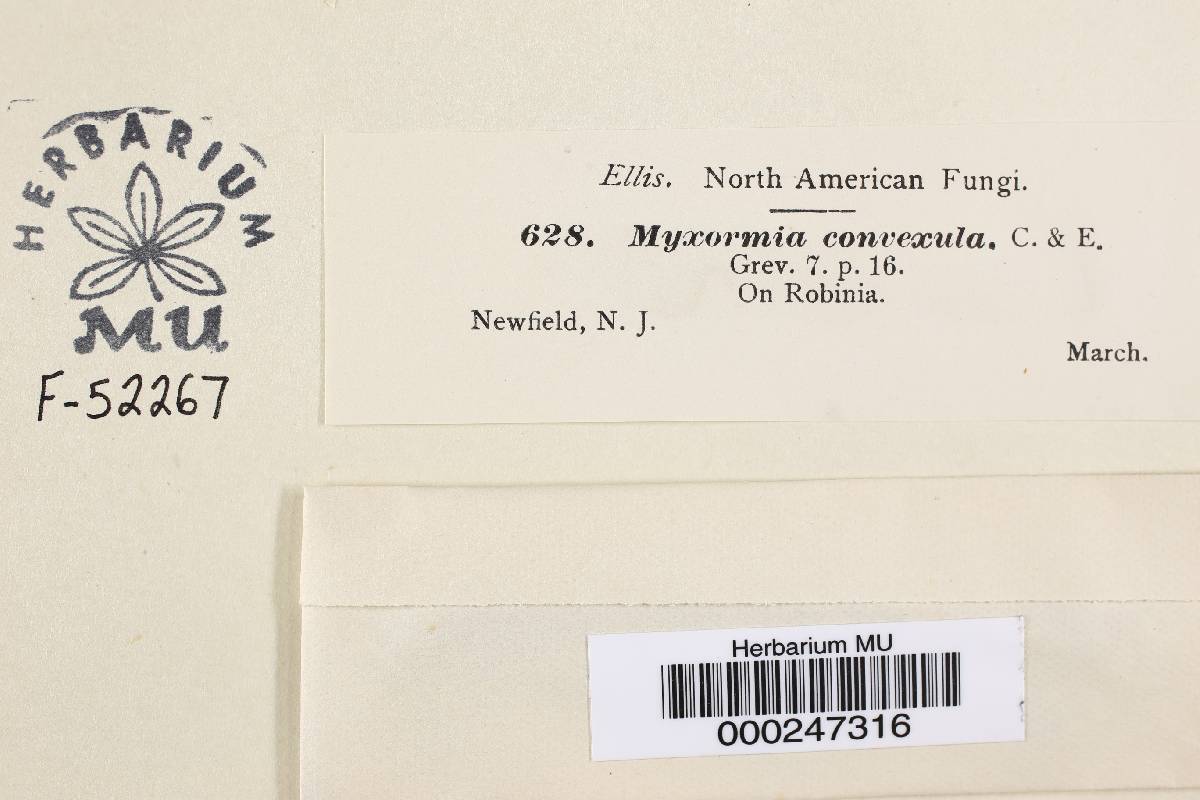 HERBARIUM
MU
F-52267
Ellis. North American Fungi.
628. Myxormia convexula. C. & E.
Grev. 7. p. 16.
On Robinia.
Newfield, N. J.
March.
Herbarium MU
000247316